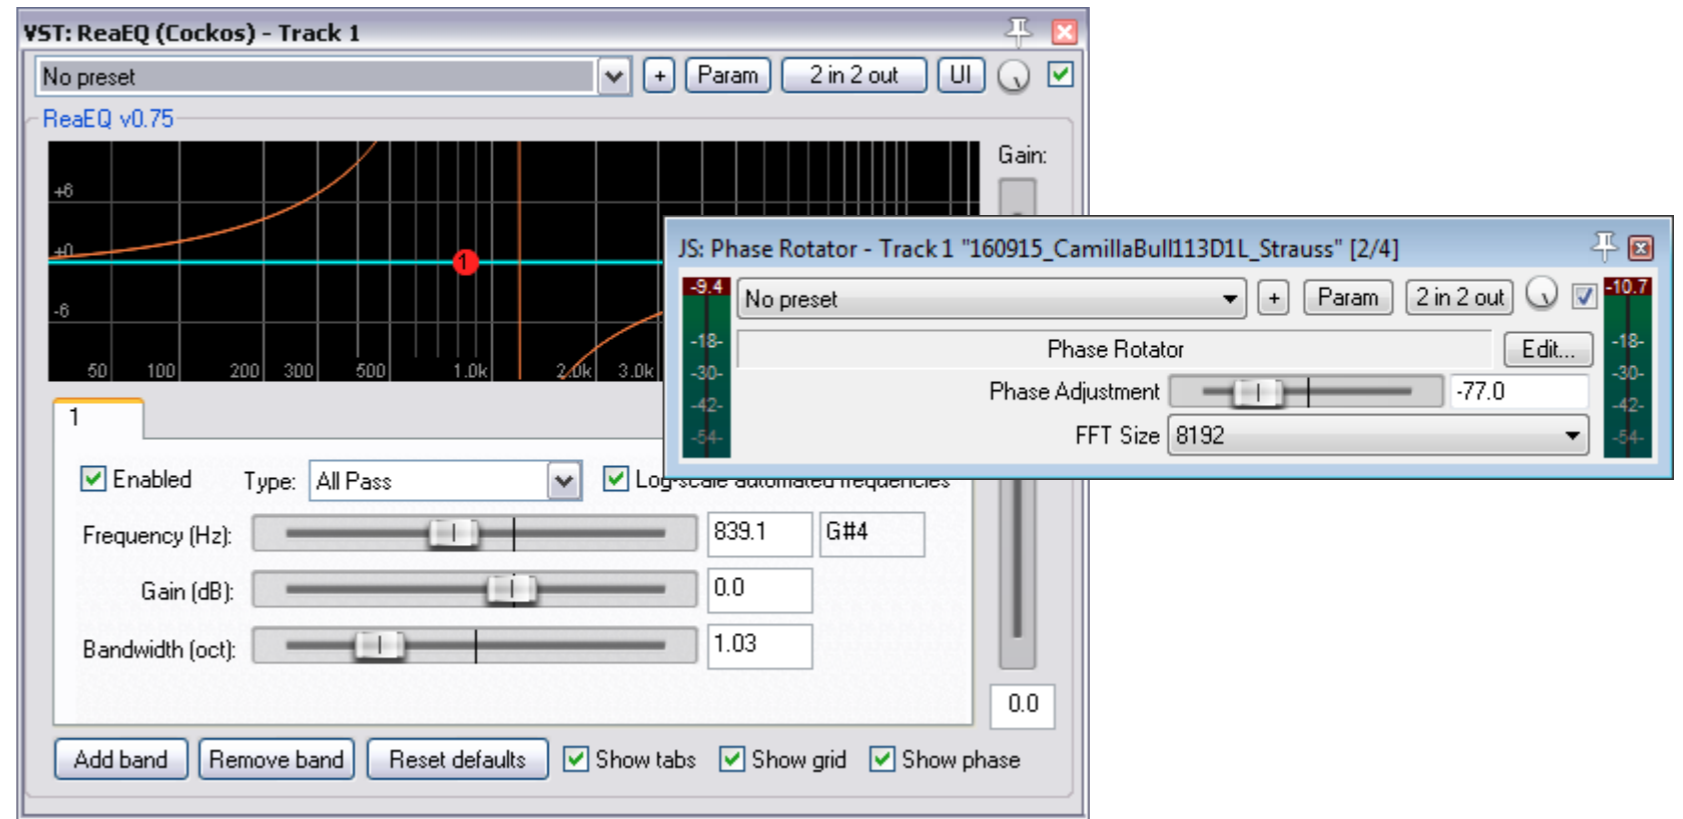 VST: ReaEQ (Cockos) - Track 1
No preset
+
Param
2 in 2 out
UI
ReaEQ v0.75
Gain:
+6
+0
-6
50
100
200
300
500
1.0k
2.0k
3.0k
1
1
Enabled
Type:
All Pass
Log-scale automated frequencies
Frequency (Hz):
839.1
G#4
Gain (dB):
0.0
Bandwidth (oct):
1.03
0.0
Add band
Remove band
Reset defaults
Show tabs
Show grid
Show phase
JS: Phase Rotator - Track 1 "160915_CamillaBull113D1L_Strauss" [2/4]
-9.4
No preset
+
Param
2 in 2 out
-10.7
-18-
Phase Rotator
Edit...
-18-
-30-
Phase Adjustment
-77.0
-30-
-42-
FFT Size
8192
-42-
-54-
-54-